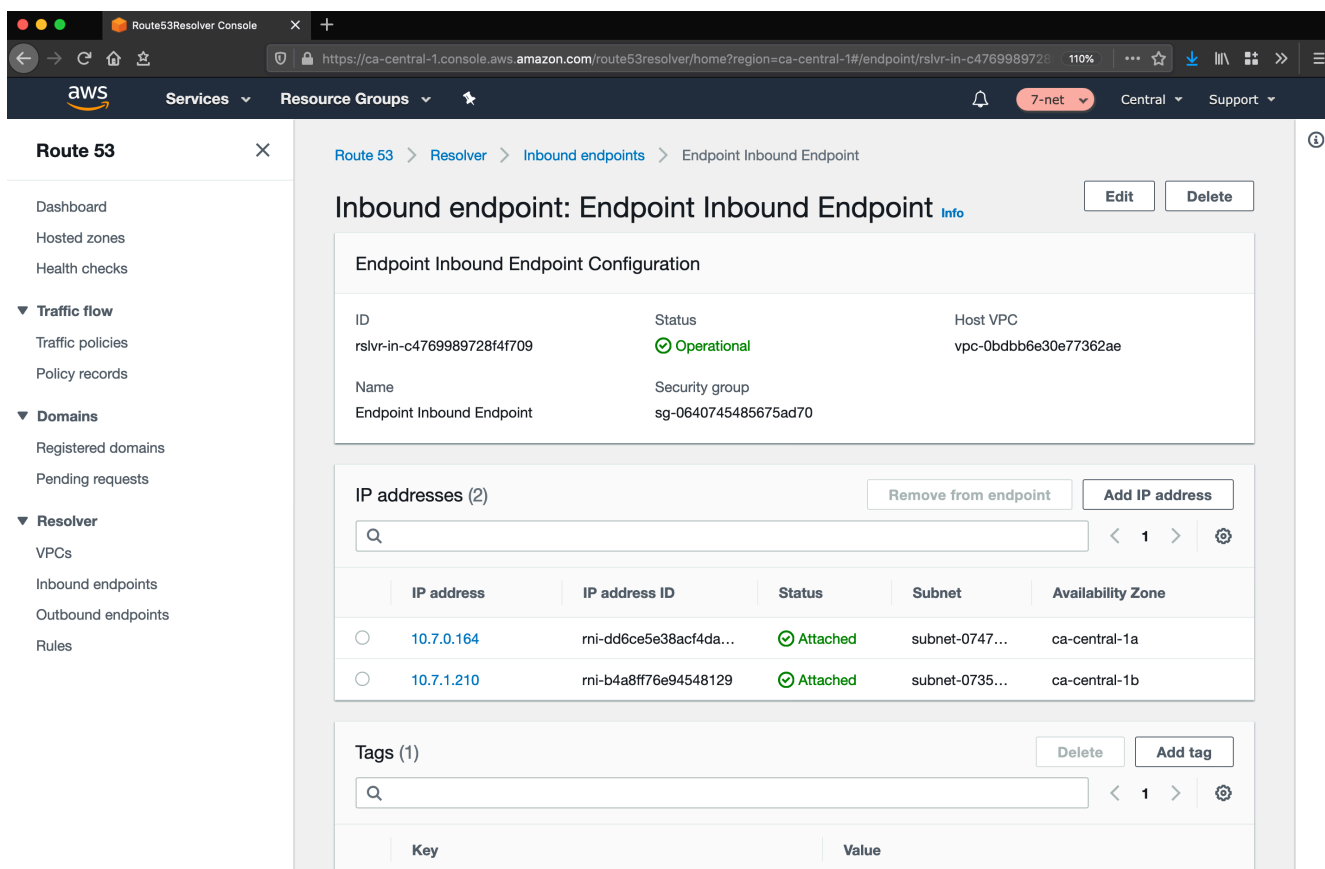 Route53Resolver Console
https://ca-central-1.console.aws.amazon.com/route53resolver/home?region=ca-central-1#/endpoint/rslvr-in-c4769989728 110%
aws Services Resource Groups 7-net Central Support
Route 53
Dashboard
Hosted zones
Health checks
Traffic flow
Traffic policies
Policy records
Domains
Registered domains
Pending requests
Resolver
VPCs
Inbound endpoints
Outbound endpoints
Rules
Route 53 > Resolver > Inbound endpoints > Endpoint Inbound Endpoint
Inbound endpoint: Endpoint Inbound Endpoint Info
Edit Delete
Endpoint Inbound Endpoint Configuration
ID
rslvr-in-c4769989728f4f709
Status
Operational
Host VPC
vpc-0bdbb6e30e77362ae
Name
Endpoint Inbound Endpoint
Security group
sg-0640745485675ad70
IP addresses (2)
Remove from endpoint Add IP address
1
IP address IP address ID Status Subnet Availability Zone
10.7.0.164 rni-dd6ce5e38acf4da... Attached subnet-0747... ca-central-1a
10.7.1.210 rni-b4a8ff76e94548129 Attached subnet-0735... ca-central-1b
Tags (1)
Delete Add tag
1
Key Value